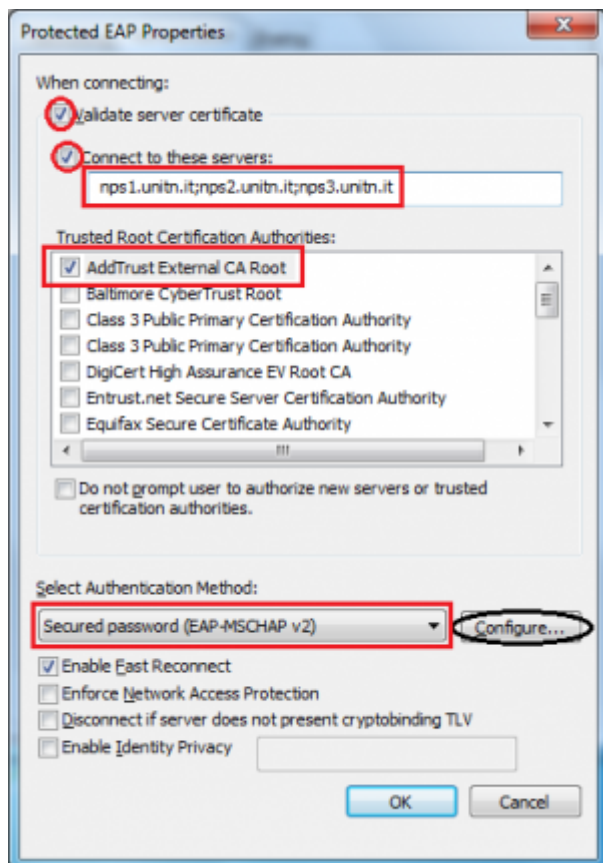 Protected EAP Properties
When connecting:
Validate server certificate
Connect to these servers:
nps1.unitn.it;nps2.unitn.it;nps3.unitn.it
Trusted Root Certification Authorities:
AddTrust External CA Root
Baltimore CyberTrust Root
Class 3 Public Primary Certification Authority
Class 3 Public Primary Certification Authority
DigiCert High Assurance EV Root CA
Entrust.net Secure Server Certification Authority
Equifax Secure Certificate Authority
Do not prompt user to authorize new servers or trusted
certification authorities.
Select Authentication Method:
Secured password (EAP-MSCHAP v2) Configure...
Enable Fast Reconnect
Enforce Network Access Protection
Disconnect if server does not present cryptobinding TLV
Enable Identity Privacy
OK Cancel